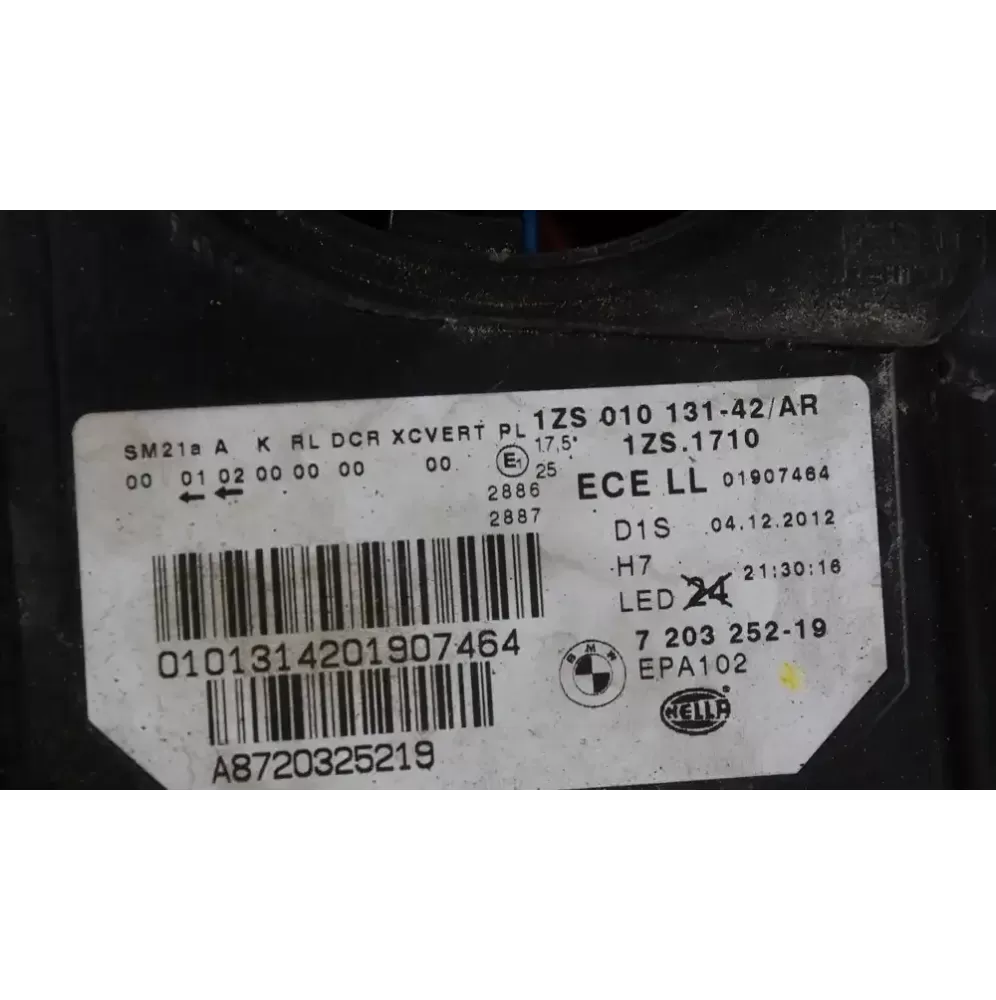 SM21a A K RL DCR XCVERT PL 1ZS 010 131-42/AR
00 01 02 00 00 00 00 E1 17,5° 1ZS.1710
25 ECE LL 01907464
2886
2887
D1S 04.12.2012
H7 21:30:16
LED 24
0101314201907464
7 203 252-19
BMW
EPA102
HELLA ®
A8720325219